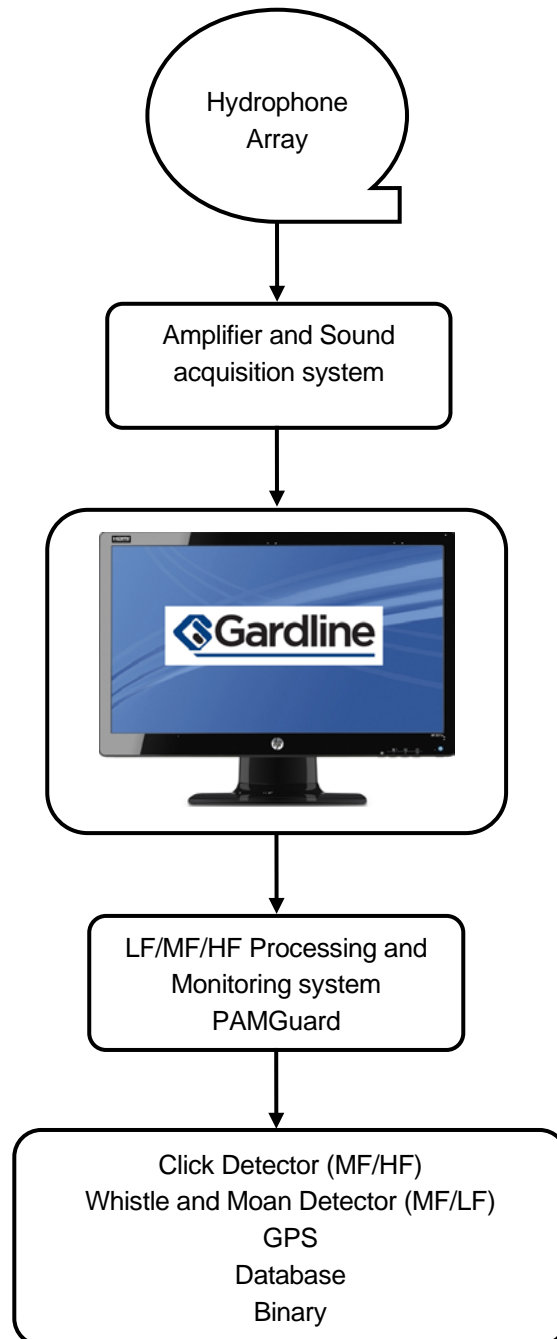 Hydrophone
Array
Amplifier and Sound
acquisition system
Gardline
LF/MF/HF Processing and
Monitoring system
PAMGuard
Click Detector (MF/HF)
Whistle and Moan Detector (MF/LF)
GPS
Database
Binary